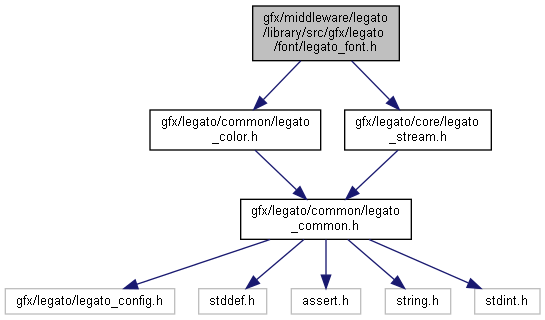 gfx/middleware/legato
/library/src/gfx/legato
/font/legato_font.h
gfx/legato/common/legato
_color.h
gfx/legato/core/legato
_stream.h
gfx/legato/common/legato
_common.h
gfx/legato/legato_config.h
stddef.h
assert.h
string.h
stdint.h